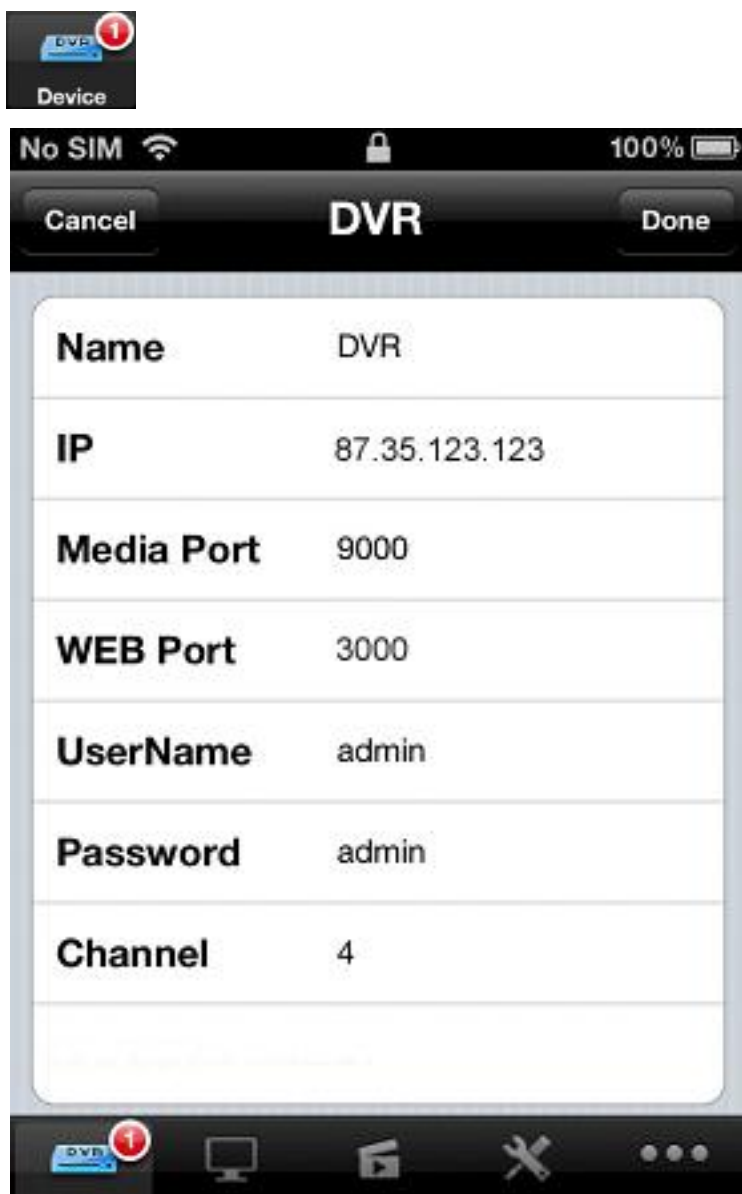 DVR 1
Device
No SIM 100%
Cancel DVR Done
Name DVR
IP 87.35.123.123
Media Port 9000
WEB Port 3000
UserName admin
Password admin
Channel 4
DVR 1